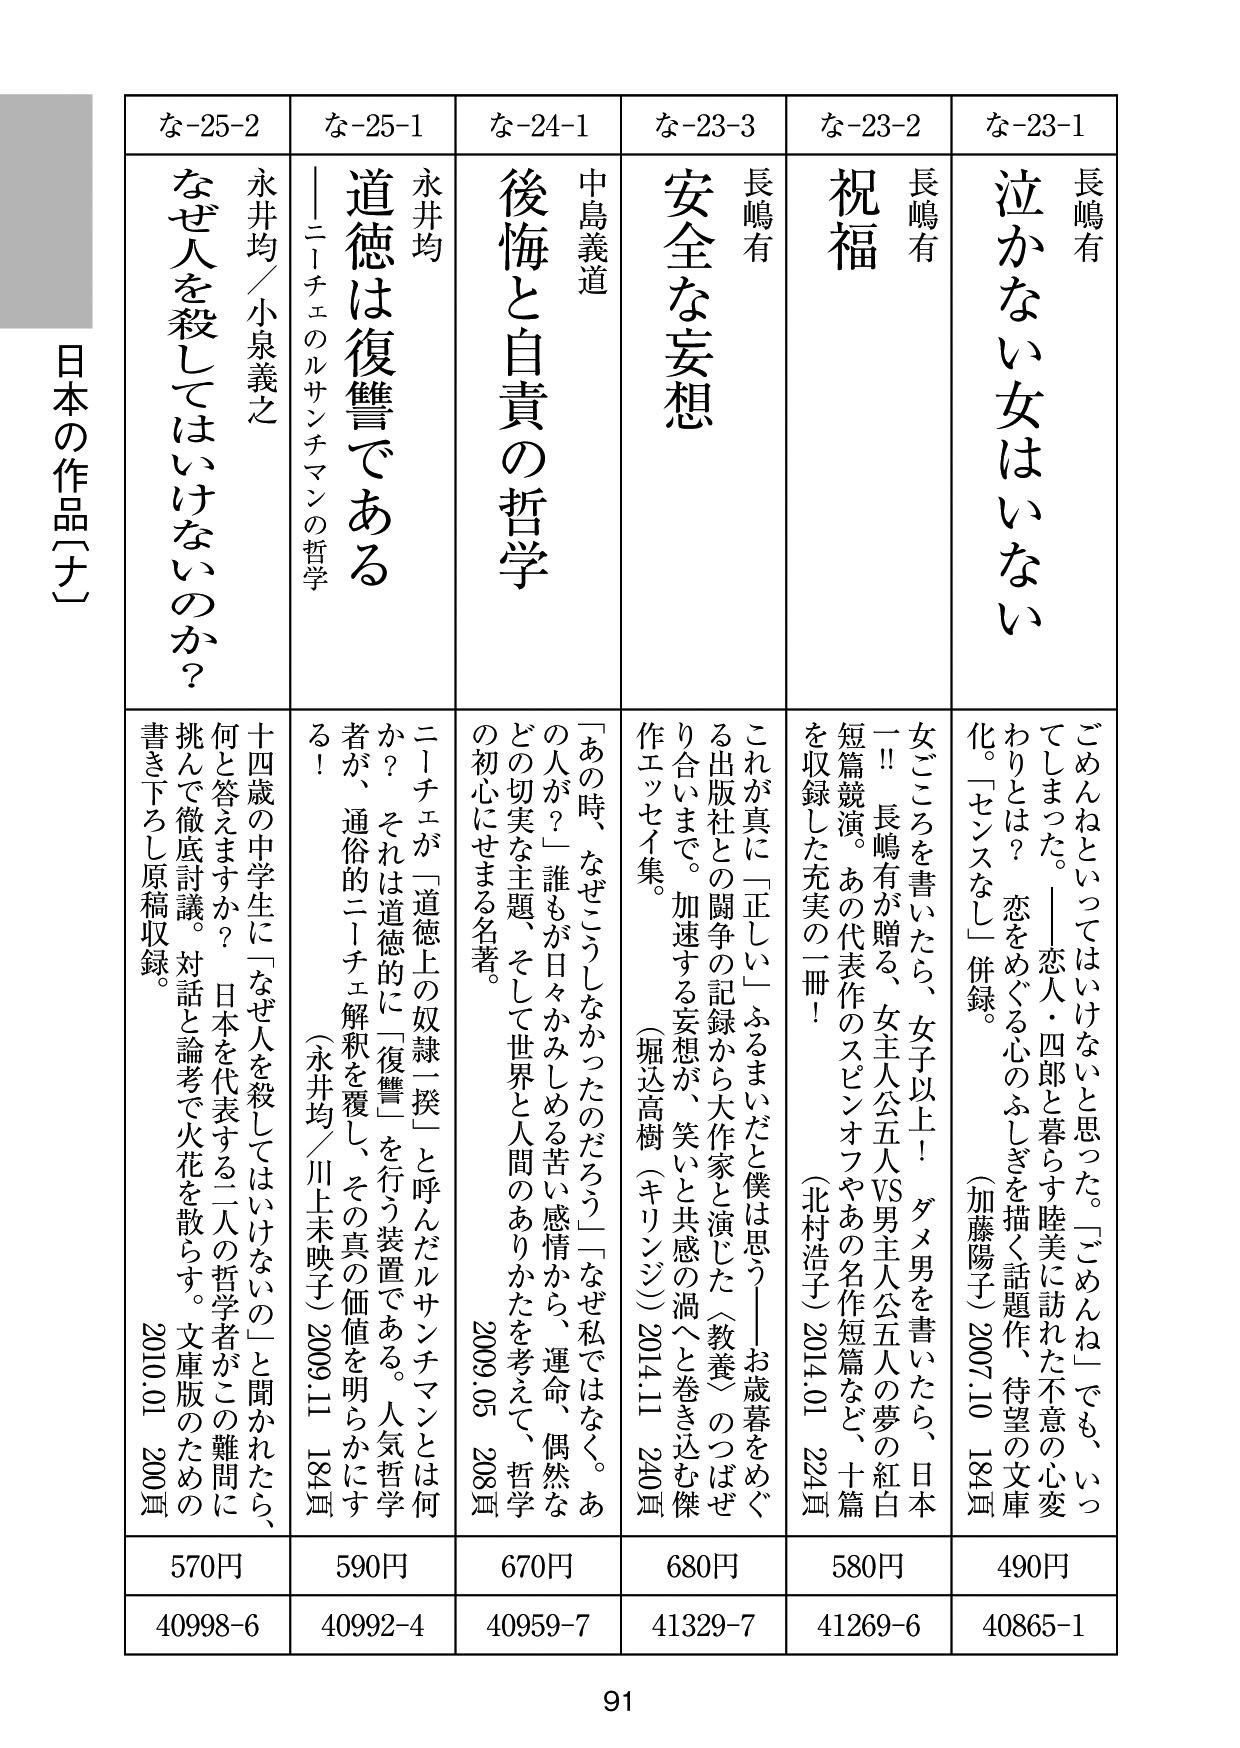 な-23-1
長嶋有
泣かない女はいない
ごめんねといってはいけないと思った。「ごめんね」でも、いっ
てしまった。――恋人・四郎と暮らす睦美に訪れた不意の心変
わりとは？　恋をめぐる心のふしぎを描く話題作、待望の文庫
化。「センスなし」併録。　（加藤陽子）2007.10　184頁
490円
40865-1
な-23-2
長嶋有
祝福
女ごころを書いたら、女子以上！　ダメ男を書いたら、日本
一!!　長嶋有が贈る、女主人公五人VS男主人公五人の夢の紅白
短篇競演。あの代表作のスピンオフやあの名作短篇など、十篇
を収録した充実の一冊！　（北村浩子）2014.01　224頁
580円
41269-6
な-23-3
長嶋有
安全な妄想
これが真に「正しい」ふるまいだと僕は思う――お歳暮をめぐ
る出版社との闘争の記録から大作家と演じた〈教養〉のつばぜ
り合いまで。加速する妄想が、笑いと共感の渦へと巻き込む傑
作エッセイ集。　（堀込高樹（キリンジ））2014.11　240頁
680円
41329-7
な-24-1
中島義道
後悔と自責の哲学
「あの時、なぜこうしなかったのだろう」「なぜ私ではなく。あ
の人が？」誰もが日々かみしめる苦い感情から、運命、偶然な
どの切実な主題、そして世界と人間のありかたを考えて、哲学
の初心にせまる名著。　2009.05　208頁
670円
40959-7
な-25-1
永井均
道徳は復讐である
――ニーチェのルサンチマンの哲学
ニーチェが「道徳上の奴隷一揆」と呼んだルサンチマンとは何
か？　それは道徳的に「復讐」を行う装置である。人気哲学
者が、通俗的ニーチェ解釈を覆し、その真の価値を明らかにす
る！　（永井均／川上未映子）2009.11　184頁
590円
40992-4
な-25-2
永井均／小泉義之
なぜ人を殺してはいけないのか？
十四歳の中学生に「なぜ人を殺してはいけないの」と聞かれたら、
何と答えますか？　日本を代表する二人の哲学者がこの難問に
挑んで徹底討議。対話と論考で火花を散らす。文庫版のための
書き下ろし原稿収録。　2010.01　200頁
570円
40998-6
日本の作品〔ナ〕
91